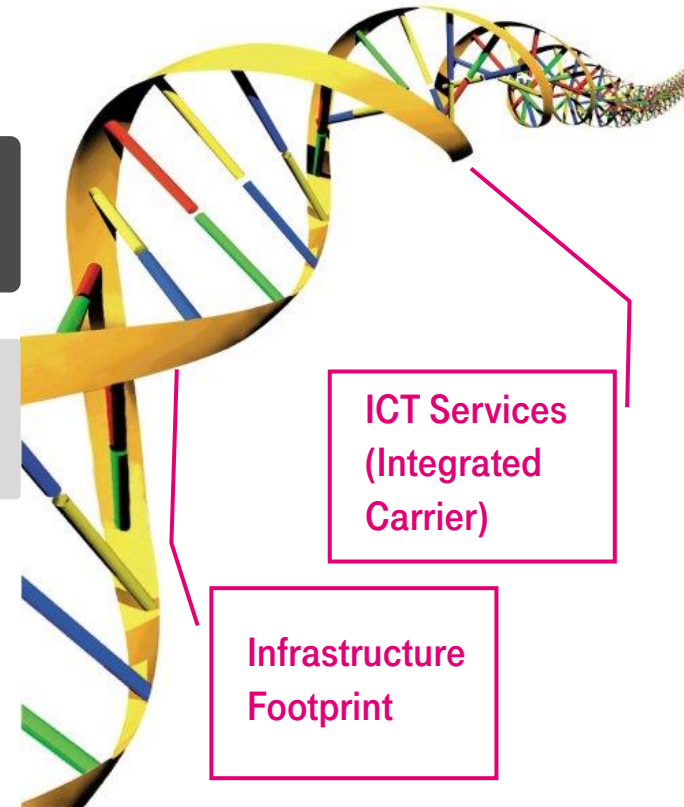 ICT Services
(Integrated
Carrier)
Infrastructure
Footprint